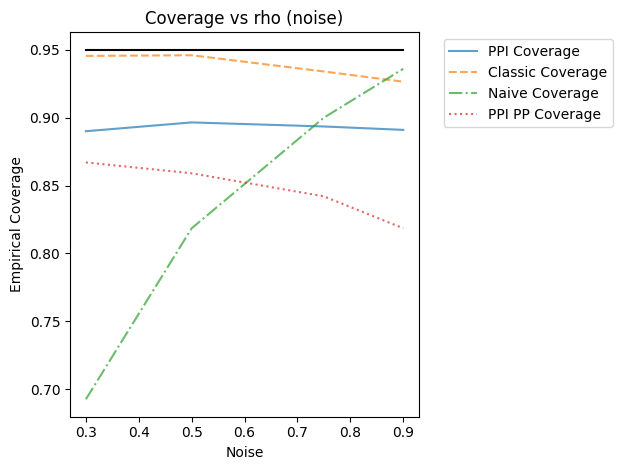 Coverage vs rho (noise)
Empirical Coverage
0.95
0.90
0.85
0.80
0.75
0.70
0.3 0.4 0.5 0.6 0.7 0.8 0.9
Noise
PPI Coverage
Classic Coverage
Naive Coverage
PPI PP Coverage